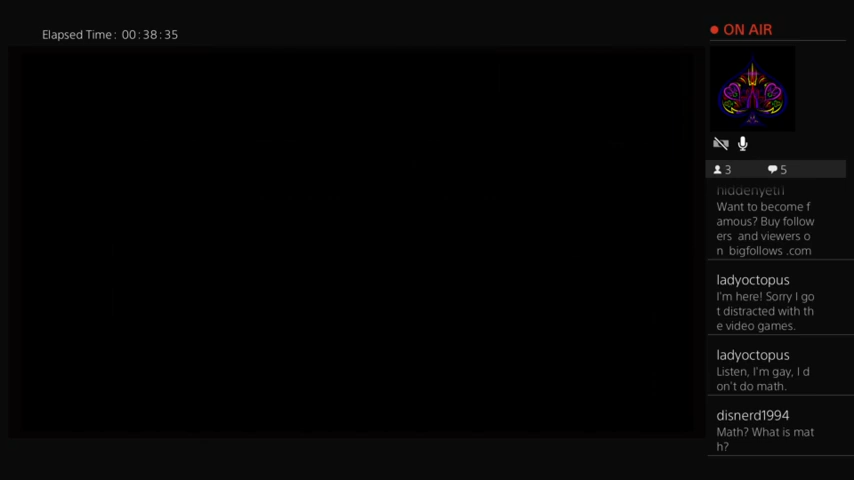 Elapsed Time: 00:38:35
ON AIR
3
5
hiddenyeti
Want to become f
amous? Buy follow
ers and viewers o
n bigfollows .com
ladyoctopus
I'm here! Sorry I go
t distracted with th
e video games.
ladyoctopus
Listen, I'm gay, I d
on't do math.
disnerd1994
Math? What is mat
h?